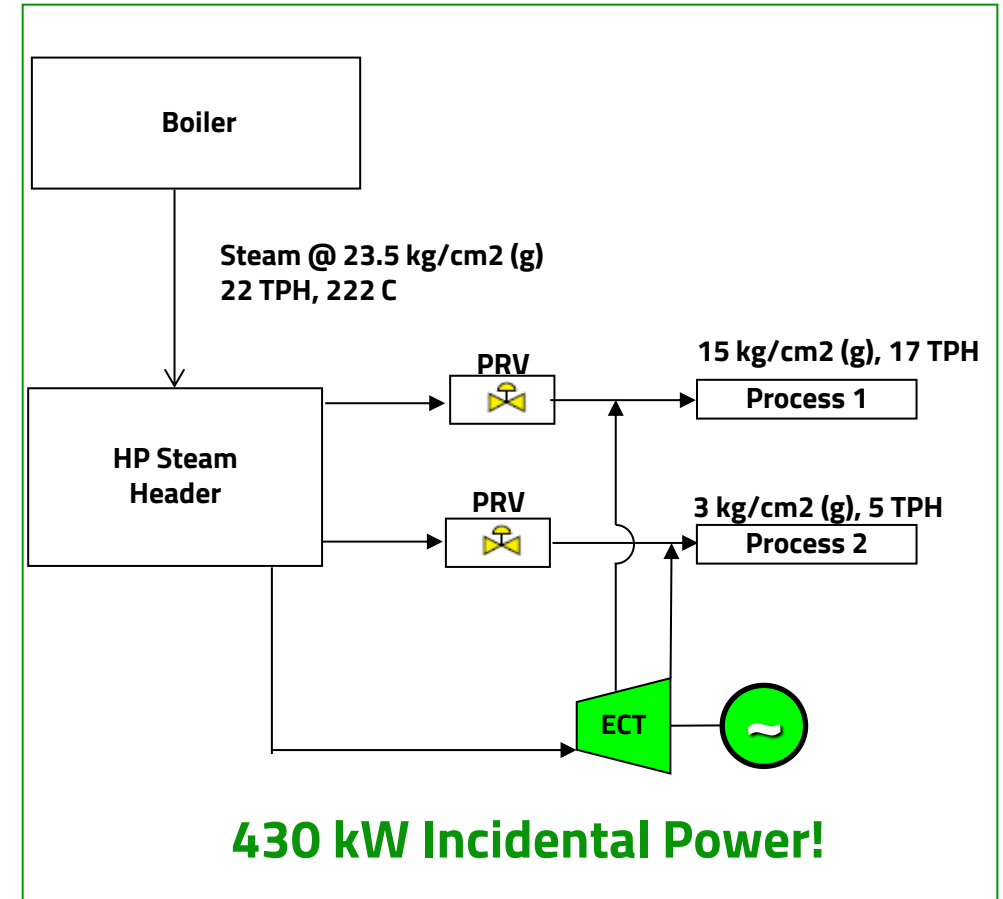 Boiler
Steam @ 23.5 kg/cm2 (g)
22 TPH, 222 C
15 kg/cm2 (g), 17 TPH
PRV
Process 1
HP Steam
Header
PRV
3 kg/cm2 (g), 5 TPH
Process 2
ECT
~
430 kW Incidental Power!